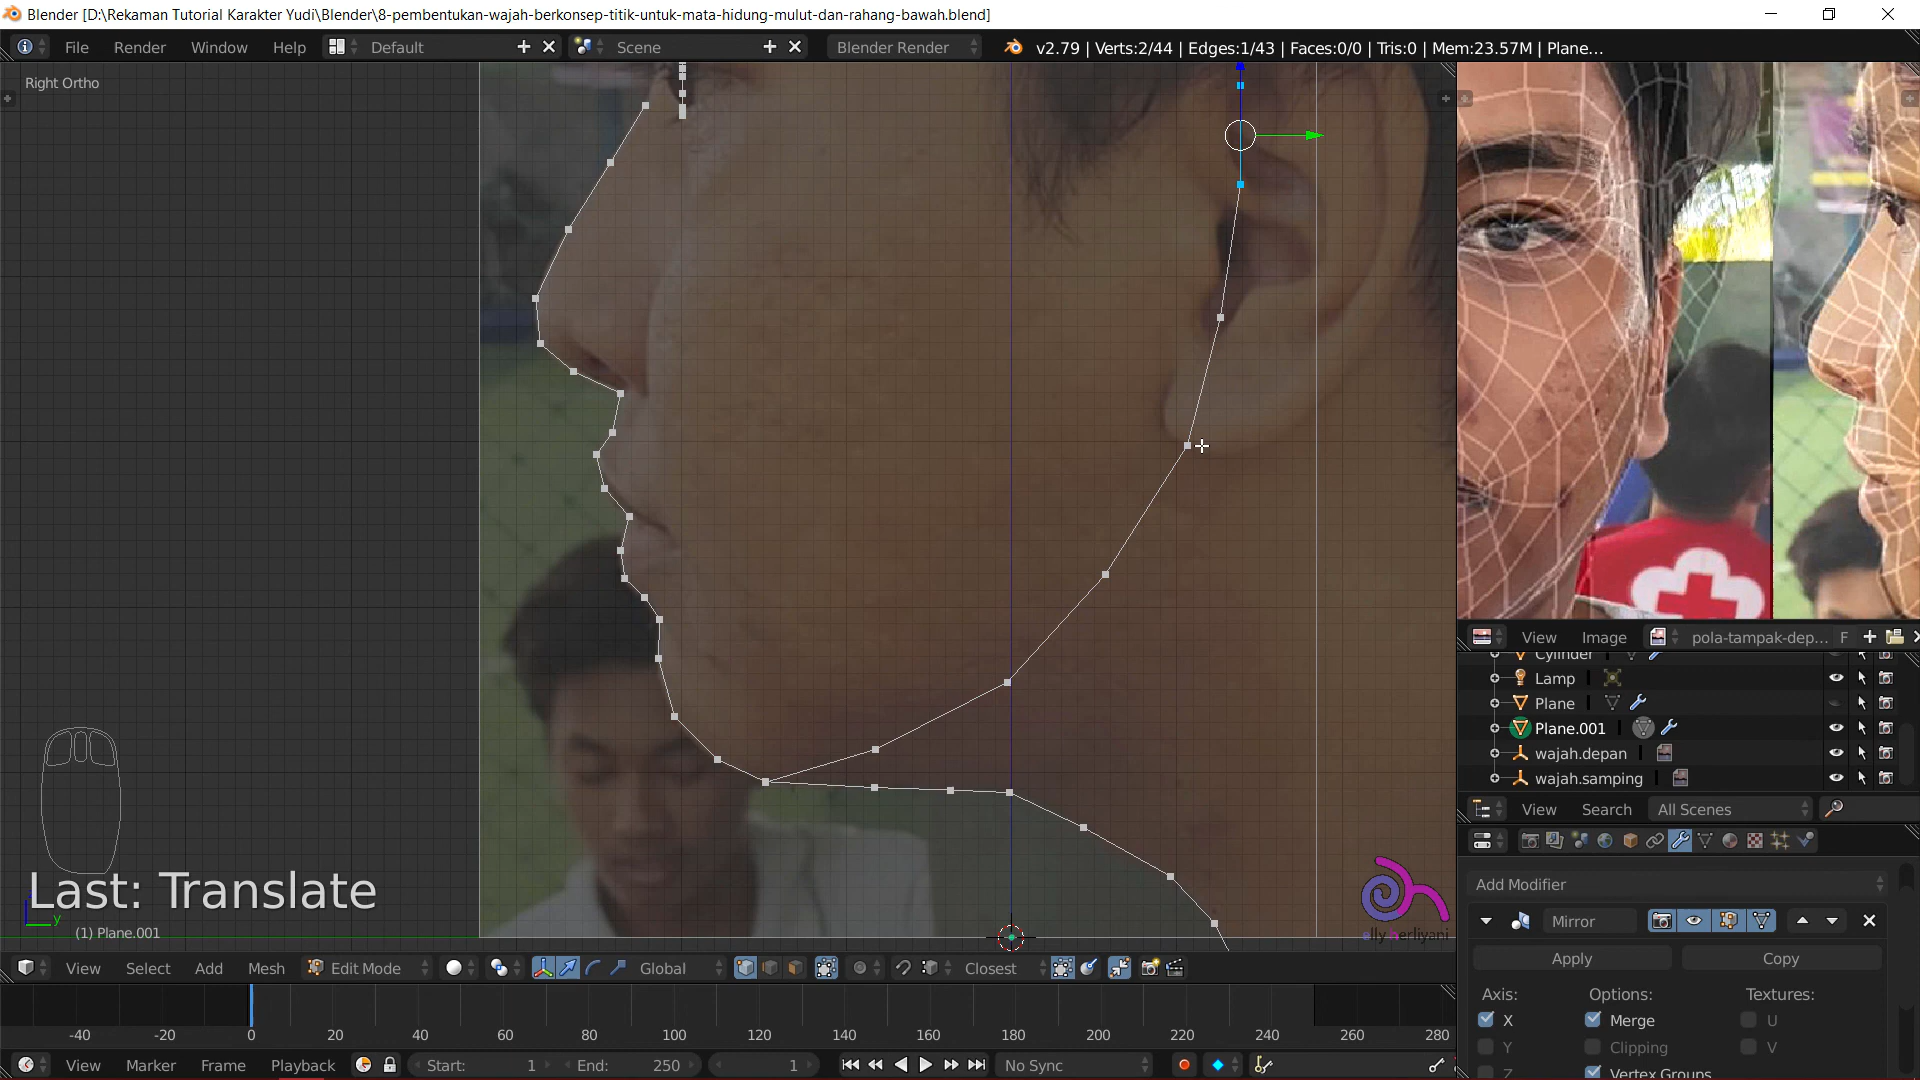 Blender [D:\Rekaman Tutorial Karakter Yudi\Blender\8-pembentukan-wajah-berkonsep-titik-untuk-mata-hidung-mulut-dan-rahang-bawah.blend]
File Render Window Help Default Scene Blender Render v2.79 | Verts:2/44 | Edges:1/43 | Faces:0/0 | Tris:0 | Mem:23.57M | Plane...
Right Ortho
View Image pola-tampak-dep... F
Cylinder
Lamp
Plane
Plane.001
wajah.depan
wajah.samping
View Search All Scenes
Last: Translate
y
(1) Plane.001
elly herliyani
Add Modifier
Mirror
Apply Copy
Axis: Options: Textures:
X Merge U
Y Clipping V
Z Vertex Groups
View Select Add Mesh Edit Mode Global Closest
-40 -20 0 20 40 60 80 100 120 140 160 180 200 220 240 260 280
View Marker Frame Playback Start: 1 End: 250 1 No Sync